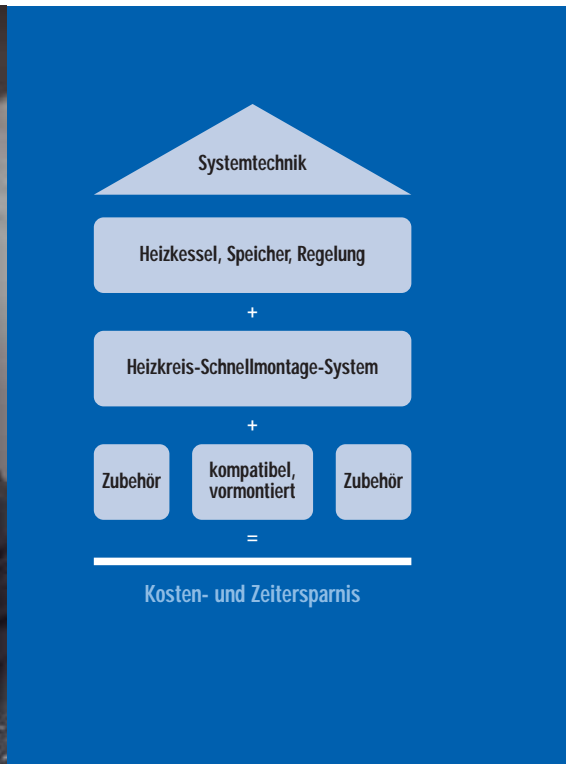 Systemtechnik
Heizkessel, Speicher, Regelung
+
Heizkreis-Schnellmontage-System
+
Zubehör
kompatibel,
vormontiert
Zubehör
=
Kosten- und Zeitersparnis